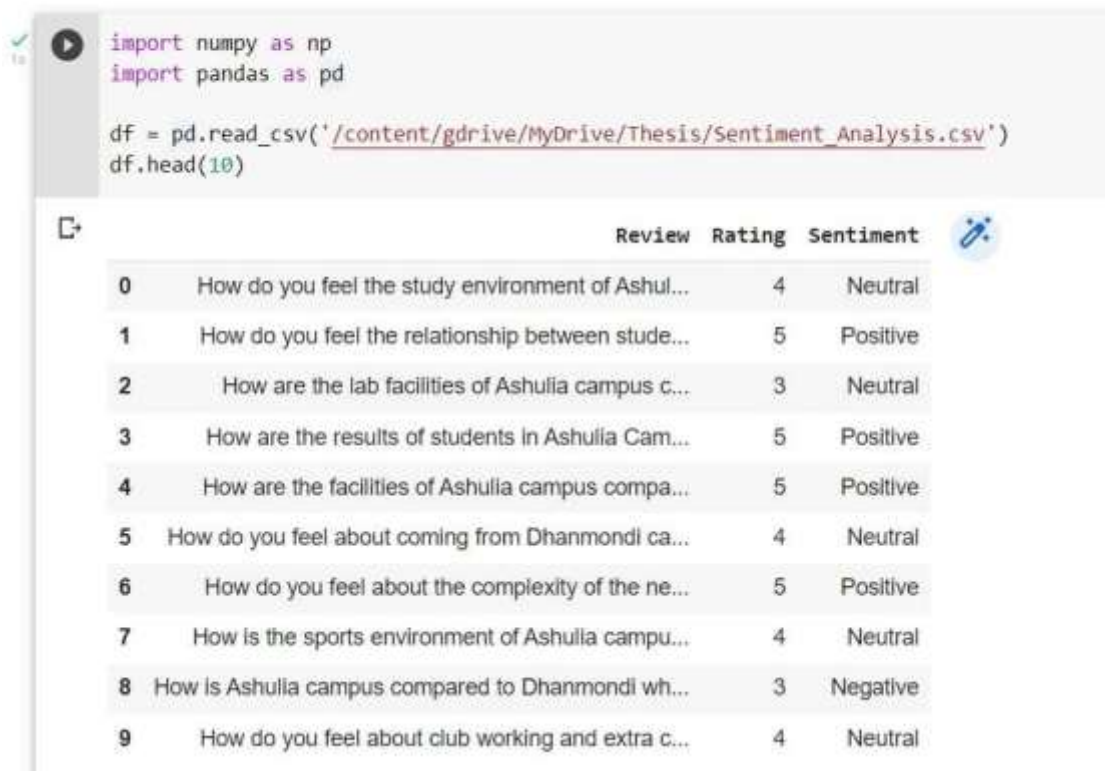 1s
import numpy as np
import pandas as pd
df = pd.read_csv('/content/gdrive/MyDrive/Thesis/Sentiment_Analysis.csv')
df.head(10)
Review Rating Sentiment
0 How do you feel the study environment of Ashul... 4 Neutral
1 How do you feel the relationship between stude... 5 Positive
2 How are the lab facilities of Ashulia campus c... 3 Neutral
3 How are the results of students in Ashulia Cam... 5 Positive
4 How are the facilities of Ashulia campus compa... 5 Positive
5 How do you feel about coming from Dhanmondi ca... 4 Neutral
6 How do you feel about the complexity of the ne... 5 Positive
7 How is the sports environment of Ashulia campu... 4 Neutral
8 How is Ashulia campus compared to Dhanmondi wh... 3 Negative
9 How do you feel about club working and extra c... 4 Neutral